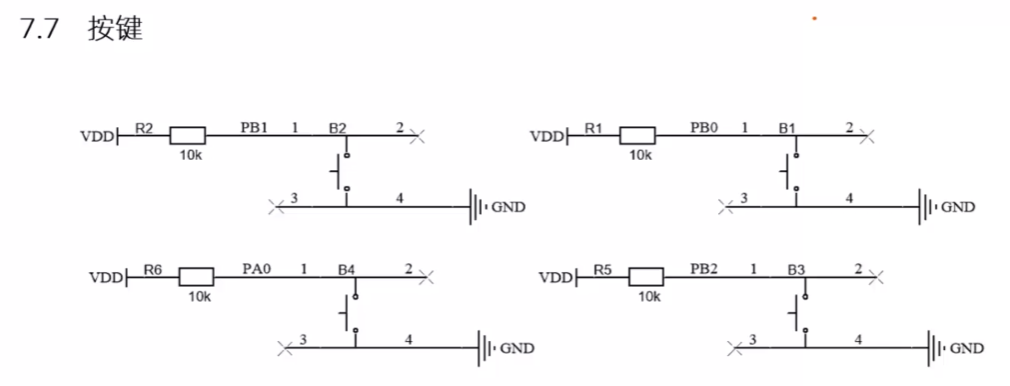 7.7 按键
VDD R2 PB1 1 B2 2
10k
3 4 GND
VDD R1 PB0 1 B1 2
10k
3 4 GND
VDD R6 PA0 1 B4 2
10k
3 4 GND
VDD R5 PB2 1 B3 2
10k
3 4 GND